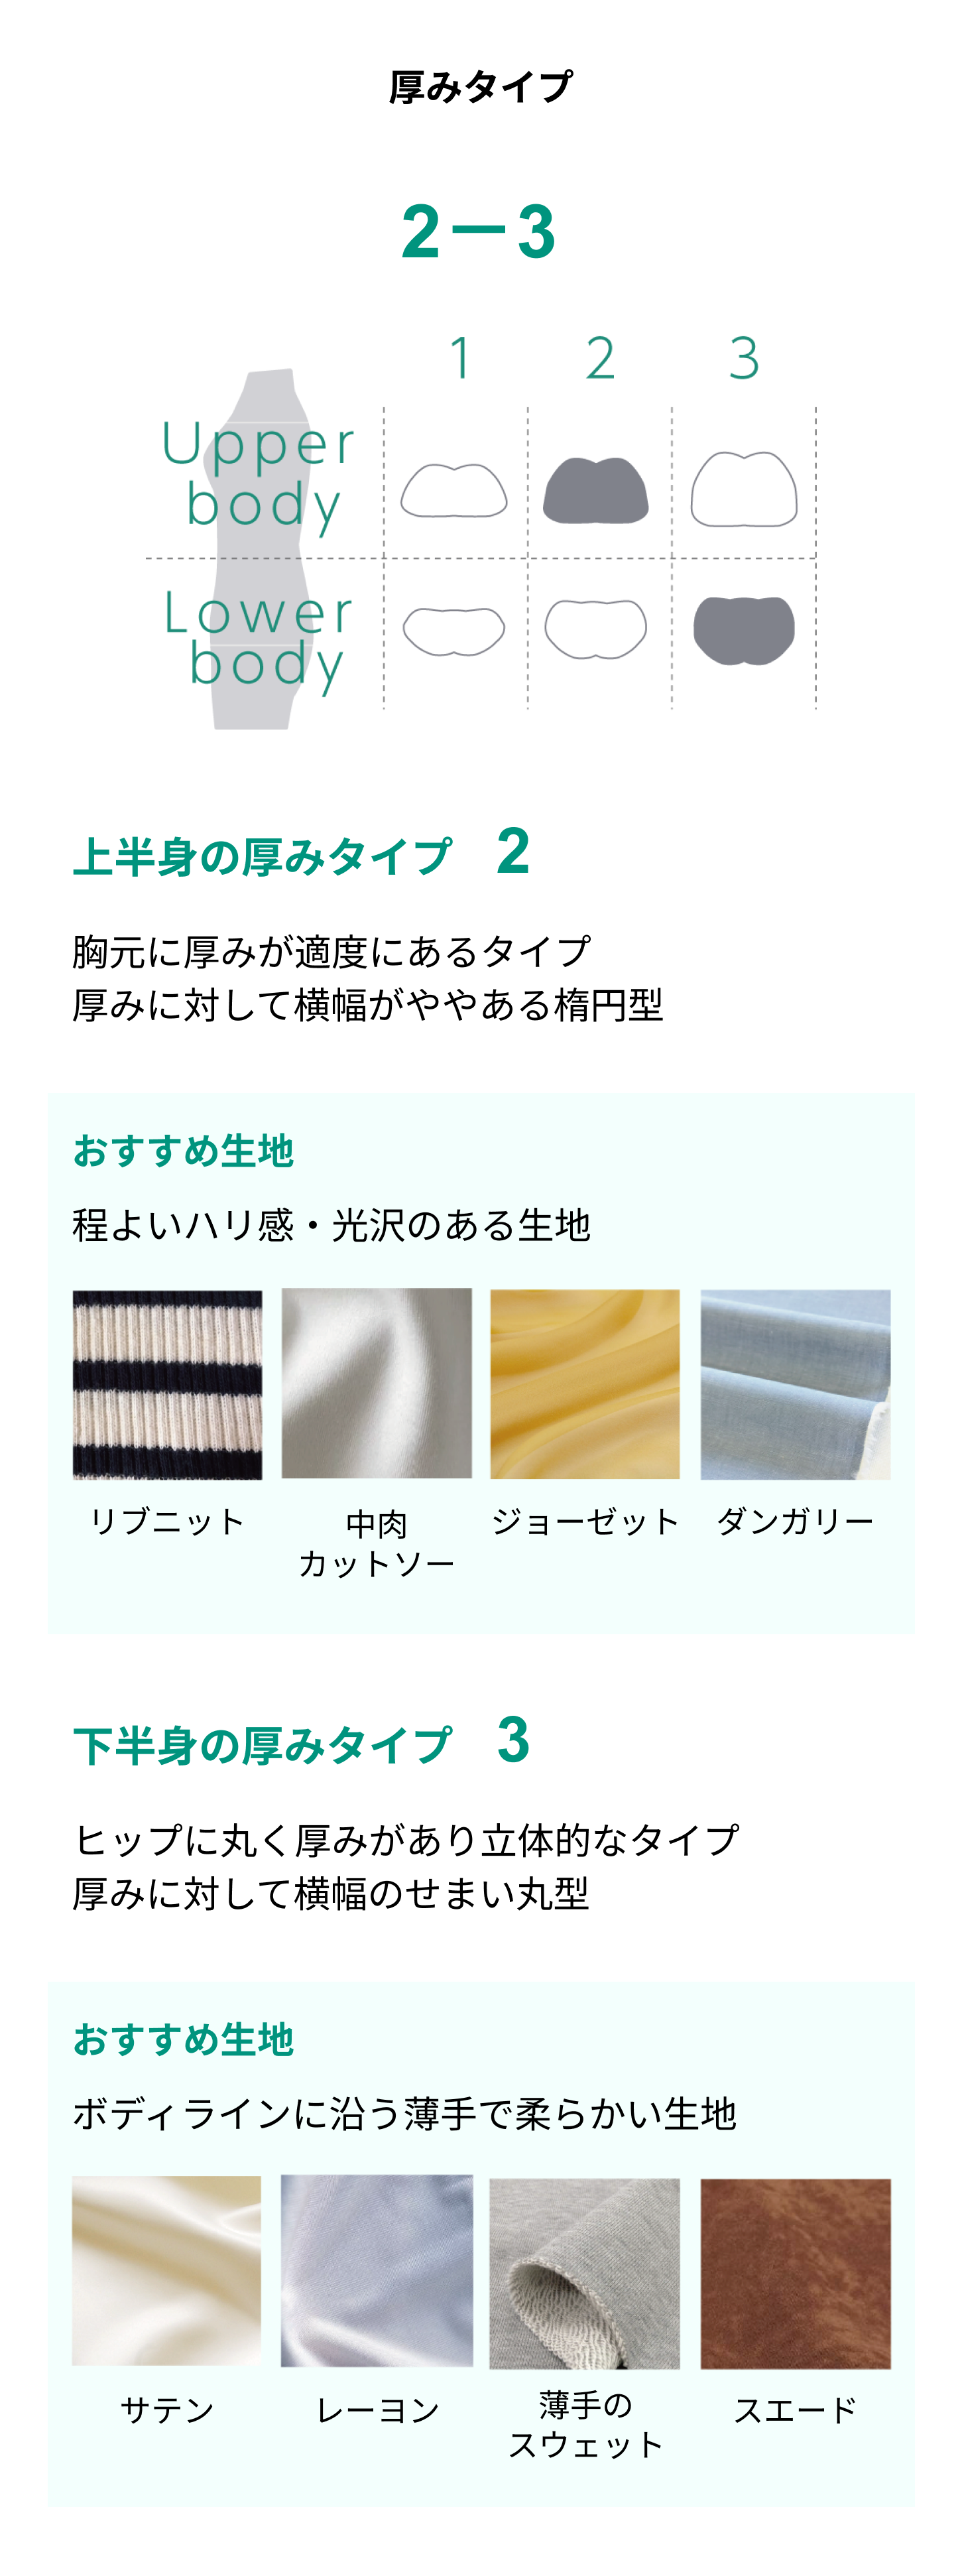 厚みタイプ
2ー3
1 2 3
Upper
body
Lower
body
上半身の厚みタイプ 2
胸元に厚みが適度にあるタイプ
厚みに対して横幅がややある楕円型
おすすめ生地
程よいハリ感・光沢のある生地
リブニット
中肉
カットソー
ジョーゼット
ダンガリー
下半身の厚みタイプ 3
ヒップに丸く厚みがあり立体的なタイプ
厚みに対して横幅のせまい丸型
おすすめ生地
ボディラインに沿う薄手で柔らかい生地
サテン
レーヨン
薄手の
スウェット
スエード